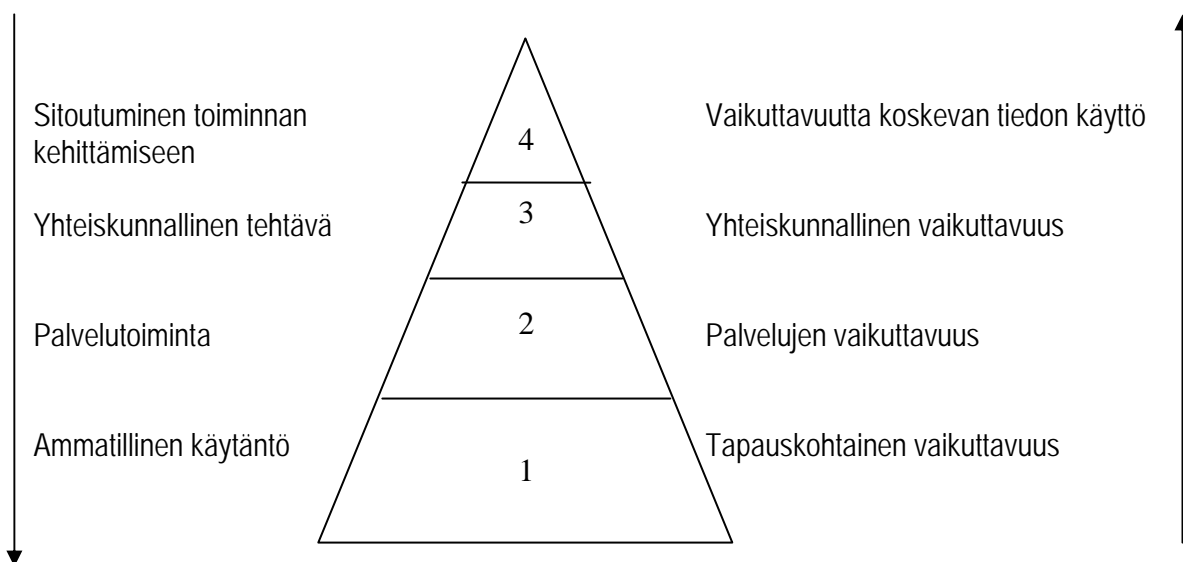 Sitoutuminen toiminnan
kehittämiseen
4
Vaikuttavuutta koskevan tiedon käyttö
Yhteiskunnallinen tehtävä
3
Yhteiskunnallinen vaikuttavuus
Palvelutoiminta
2
Palvelujen vaikuttavuus
Ammatillinen käytäntö
1
Tapauskohtainen vaikuttavuus